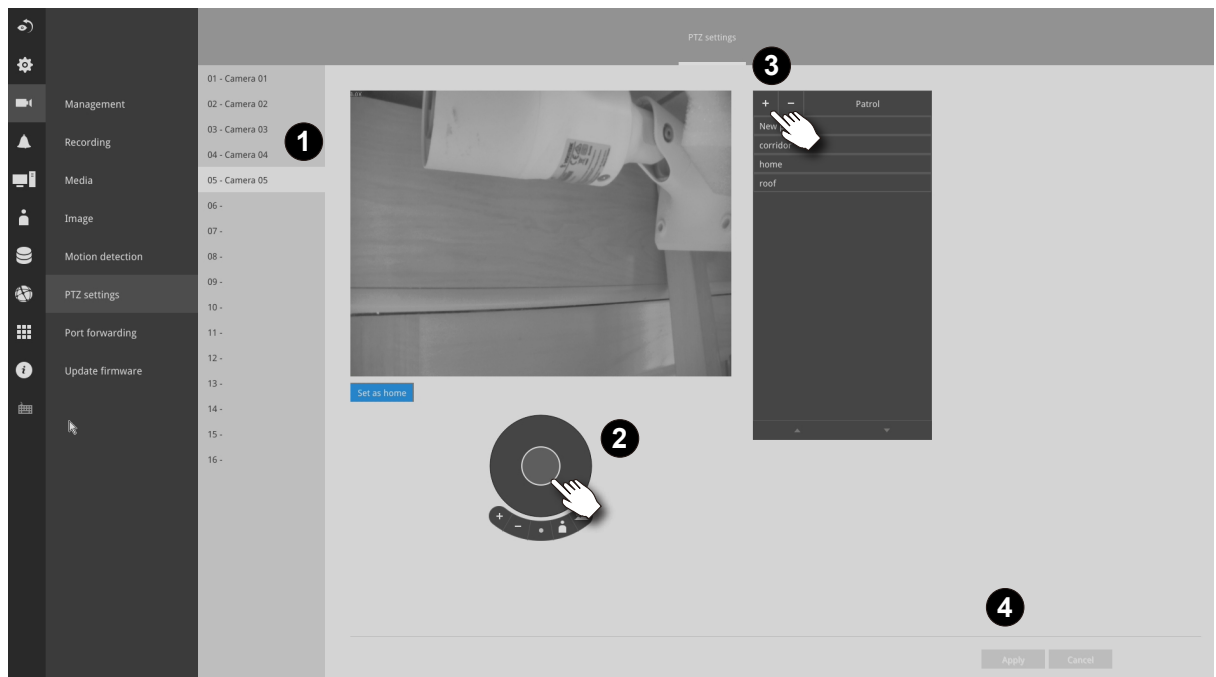 PTZ settings
Management
Recording
Media
Image
Motion detection
PTZ settings
Port forwarding
Update firmware
01 - Camera 01
02 - Camera 02
03 - Camera 03
04 - Camera 04
05 - Camera 05
06 -
07 -
08 -
09 -
10 -
11 -
12 -
13 -
14 -
15 -
16 -
1
Set as home
2
3
+ − Patrol
New
corridor
home
roof
+ −
4
Apply Cancel